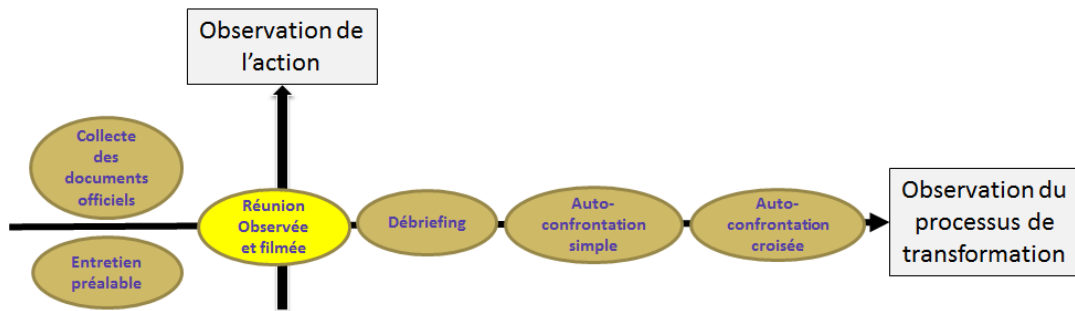 Observation de
l'action
Collecte
des
documents
officiels
Entretien
préalable
Réunion
Observée
et filmée
Débriefing
Auto-
confrontation
simple
Auto-
confrontation
croisée
Observation du
processus de
transformation